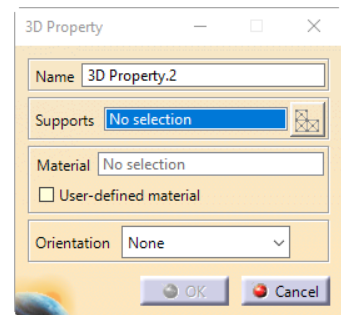 3D Property
Name 3D Property.2
Supports No selection
Material No selection
User-defined material
Orientation None
OK Cancel